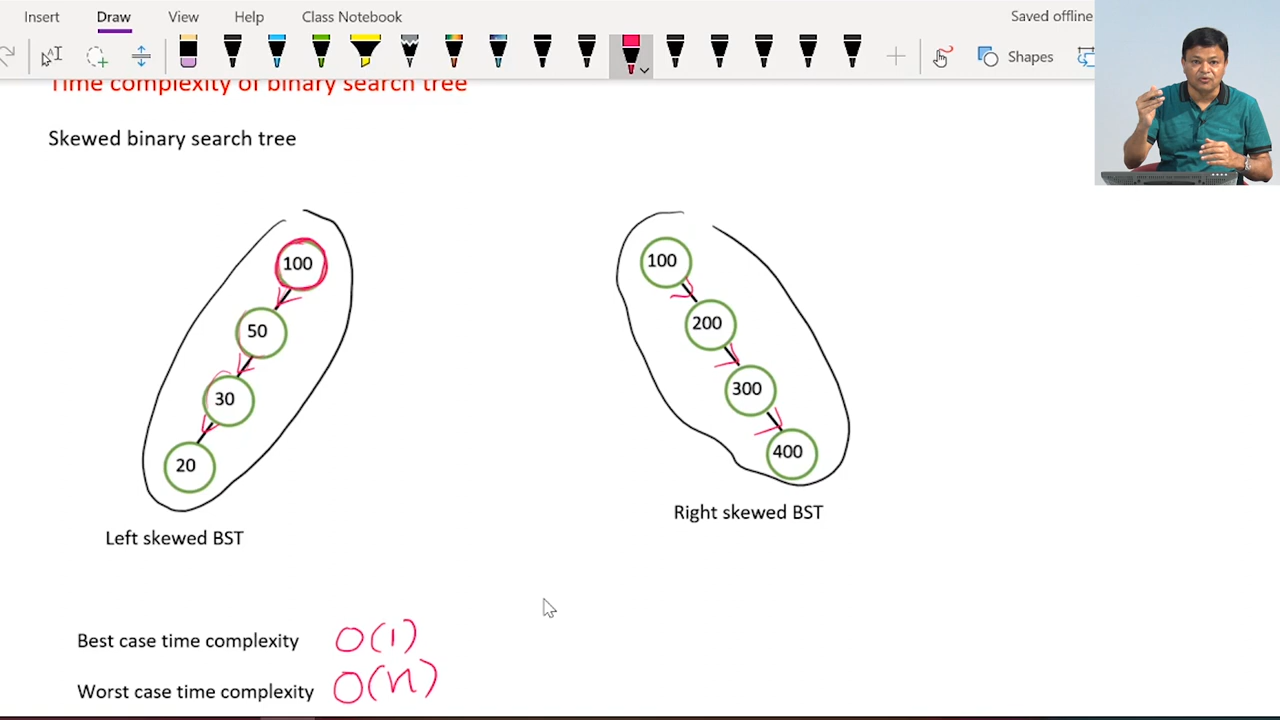 Insert Draw View Help Class Notebook Saved offline
Shapes
Time complexity of binary search tree
Skewed binary search tree
100
50
30
20
Left skewed BST
100
200
300
400
Right skewed BST
Best case time complexity O(1)
Worst case time complexity O(n)